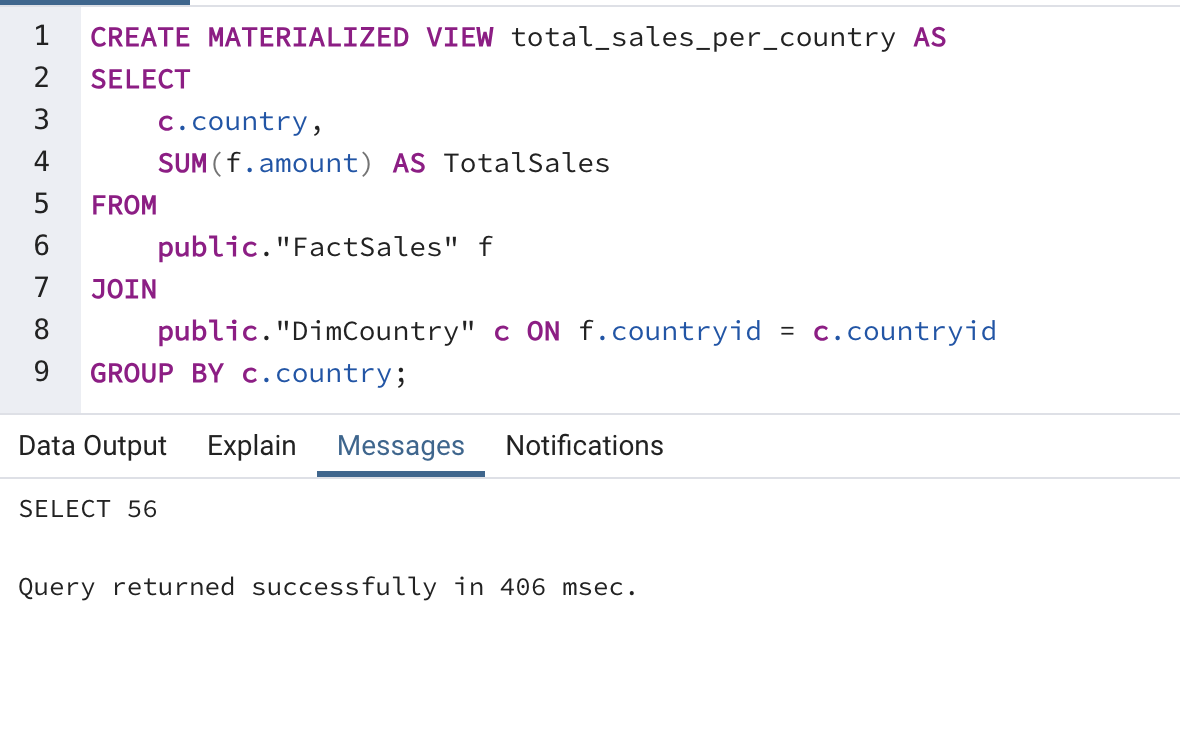 1 CREATE MATERIALIZED VIEW total_sales_per_country AS
2 SELECT
3     c.country,
4     SUM(f.amount) AS TotalSales
5 FROM
6     public."FactSales" f
7 JOIN
8     public."DimCountry" c ON f.countryid = c.countryid
9 GROUP BY c.country;
Data Output Explain Messages Notifications
SELECT 56
Query returned successfully in 406 msec.